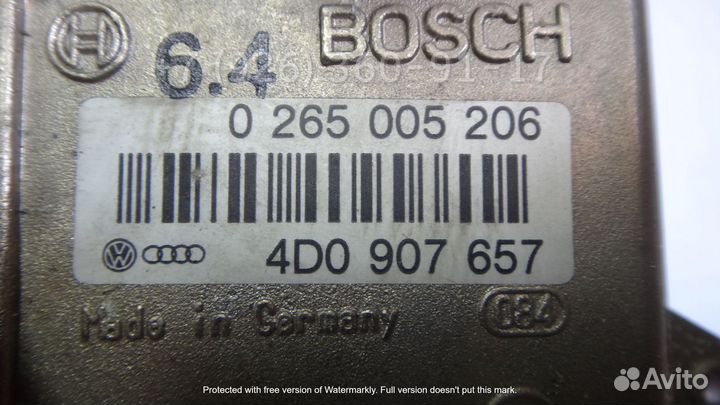 BOSCH
6.4
0 265 005 206
4D0 907 657
Made in Germany
084
Protected with free version of Watermarkly. Full version doesn't put this mark.
Avito